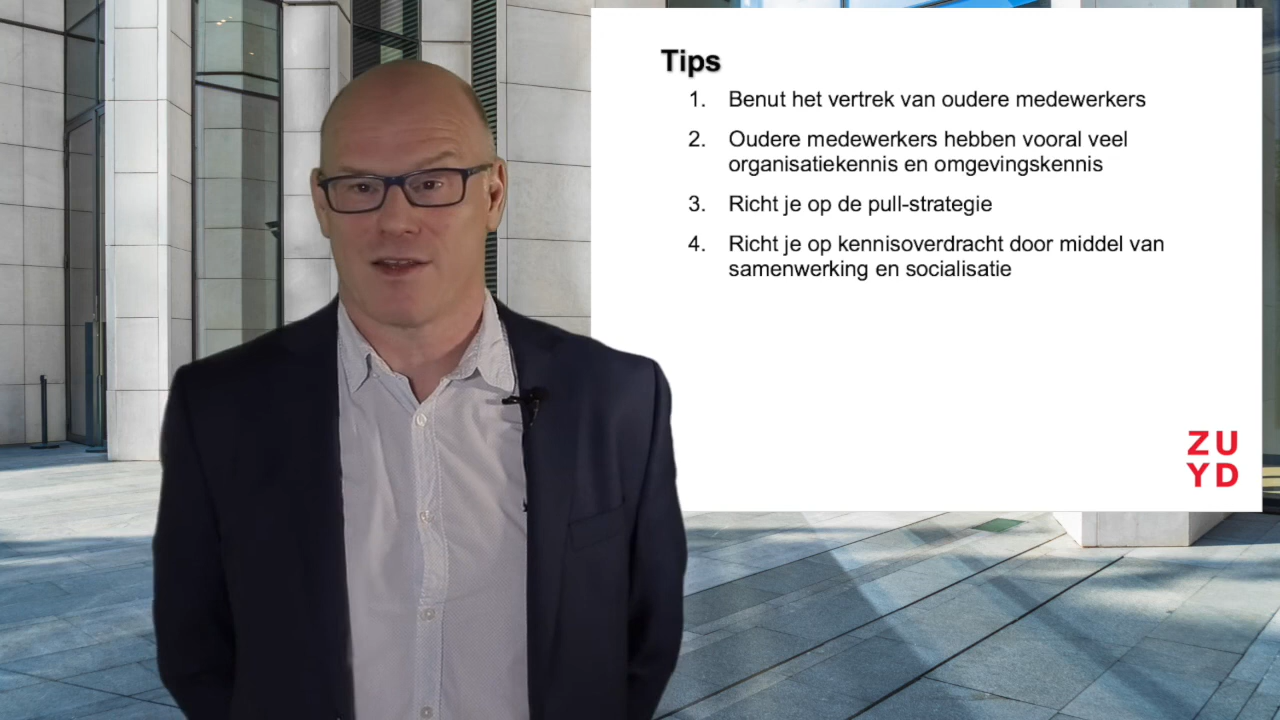 Tips
1. Benut het vertrek van oudere medewerkers
2. Oudere medewerkers hebben vooral veel
organisatiekennis en omgevingskennis
3. Richt je op de pull-strategie
4. Richt je op kennisoverdracht door middel van
samenwerking en socialisatie
ZU
YD